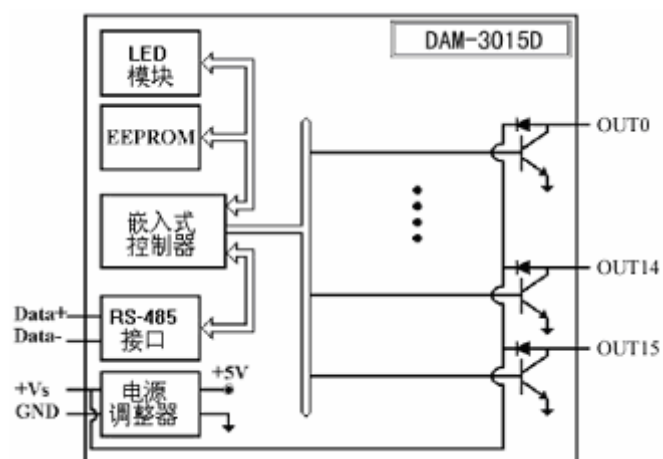 DAM-3015D
LED
模块
EEPROM
嵌入式
控制器
RS-485
接口
Data+
Data-
+Vs
GND
电源
调整器
+5V
OUT0
OUT14
OUT15